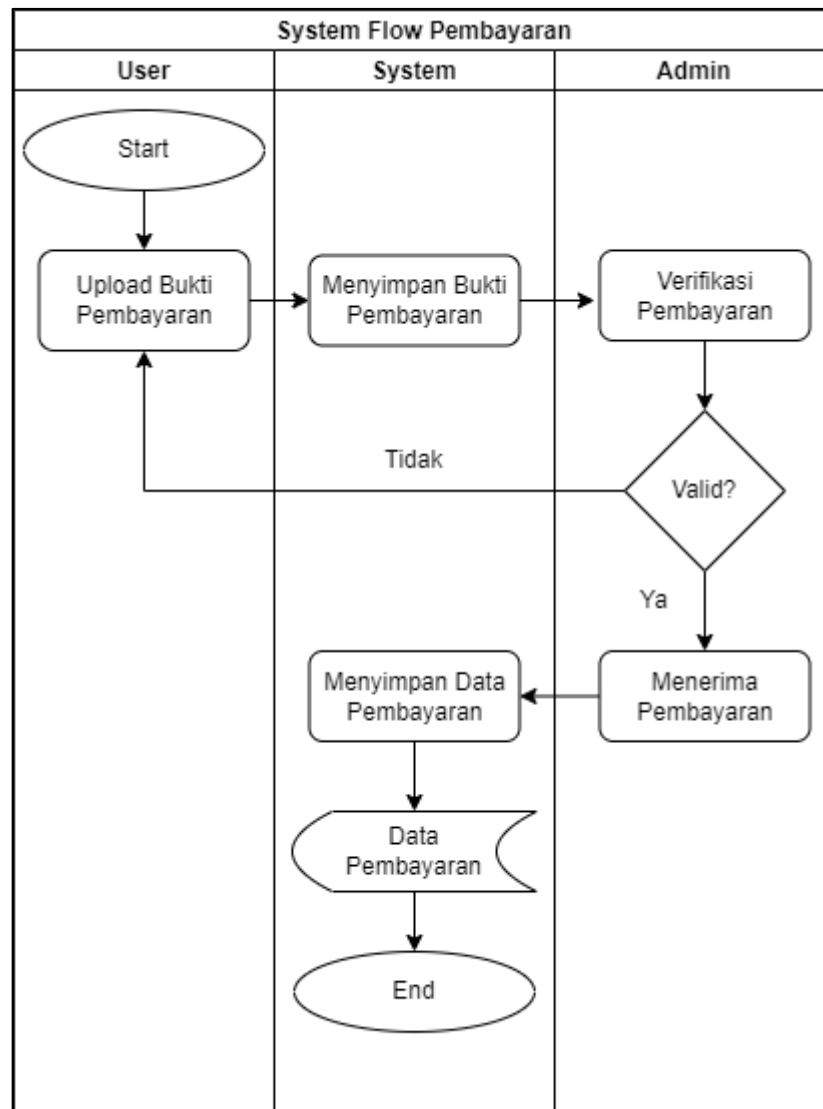 System Flow Pembayaran
User
System
Admin
Start
Upload Bukti
Pembayaran
Menyimpan Bukti
Pembayaran
Verifikasi
Pembayaran
Tidak
Valid?
Ya
Menyimpan Data
Pembayaran
Menerima
Pembayaran
Data
Pembayaran
End